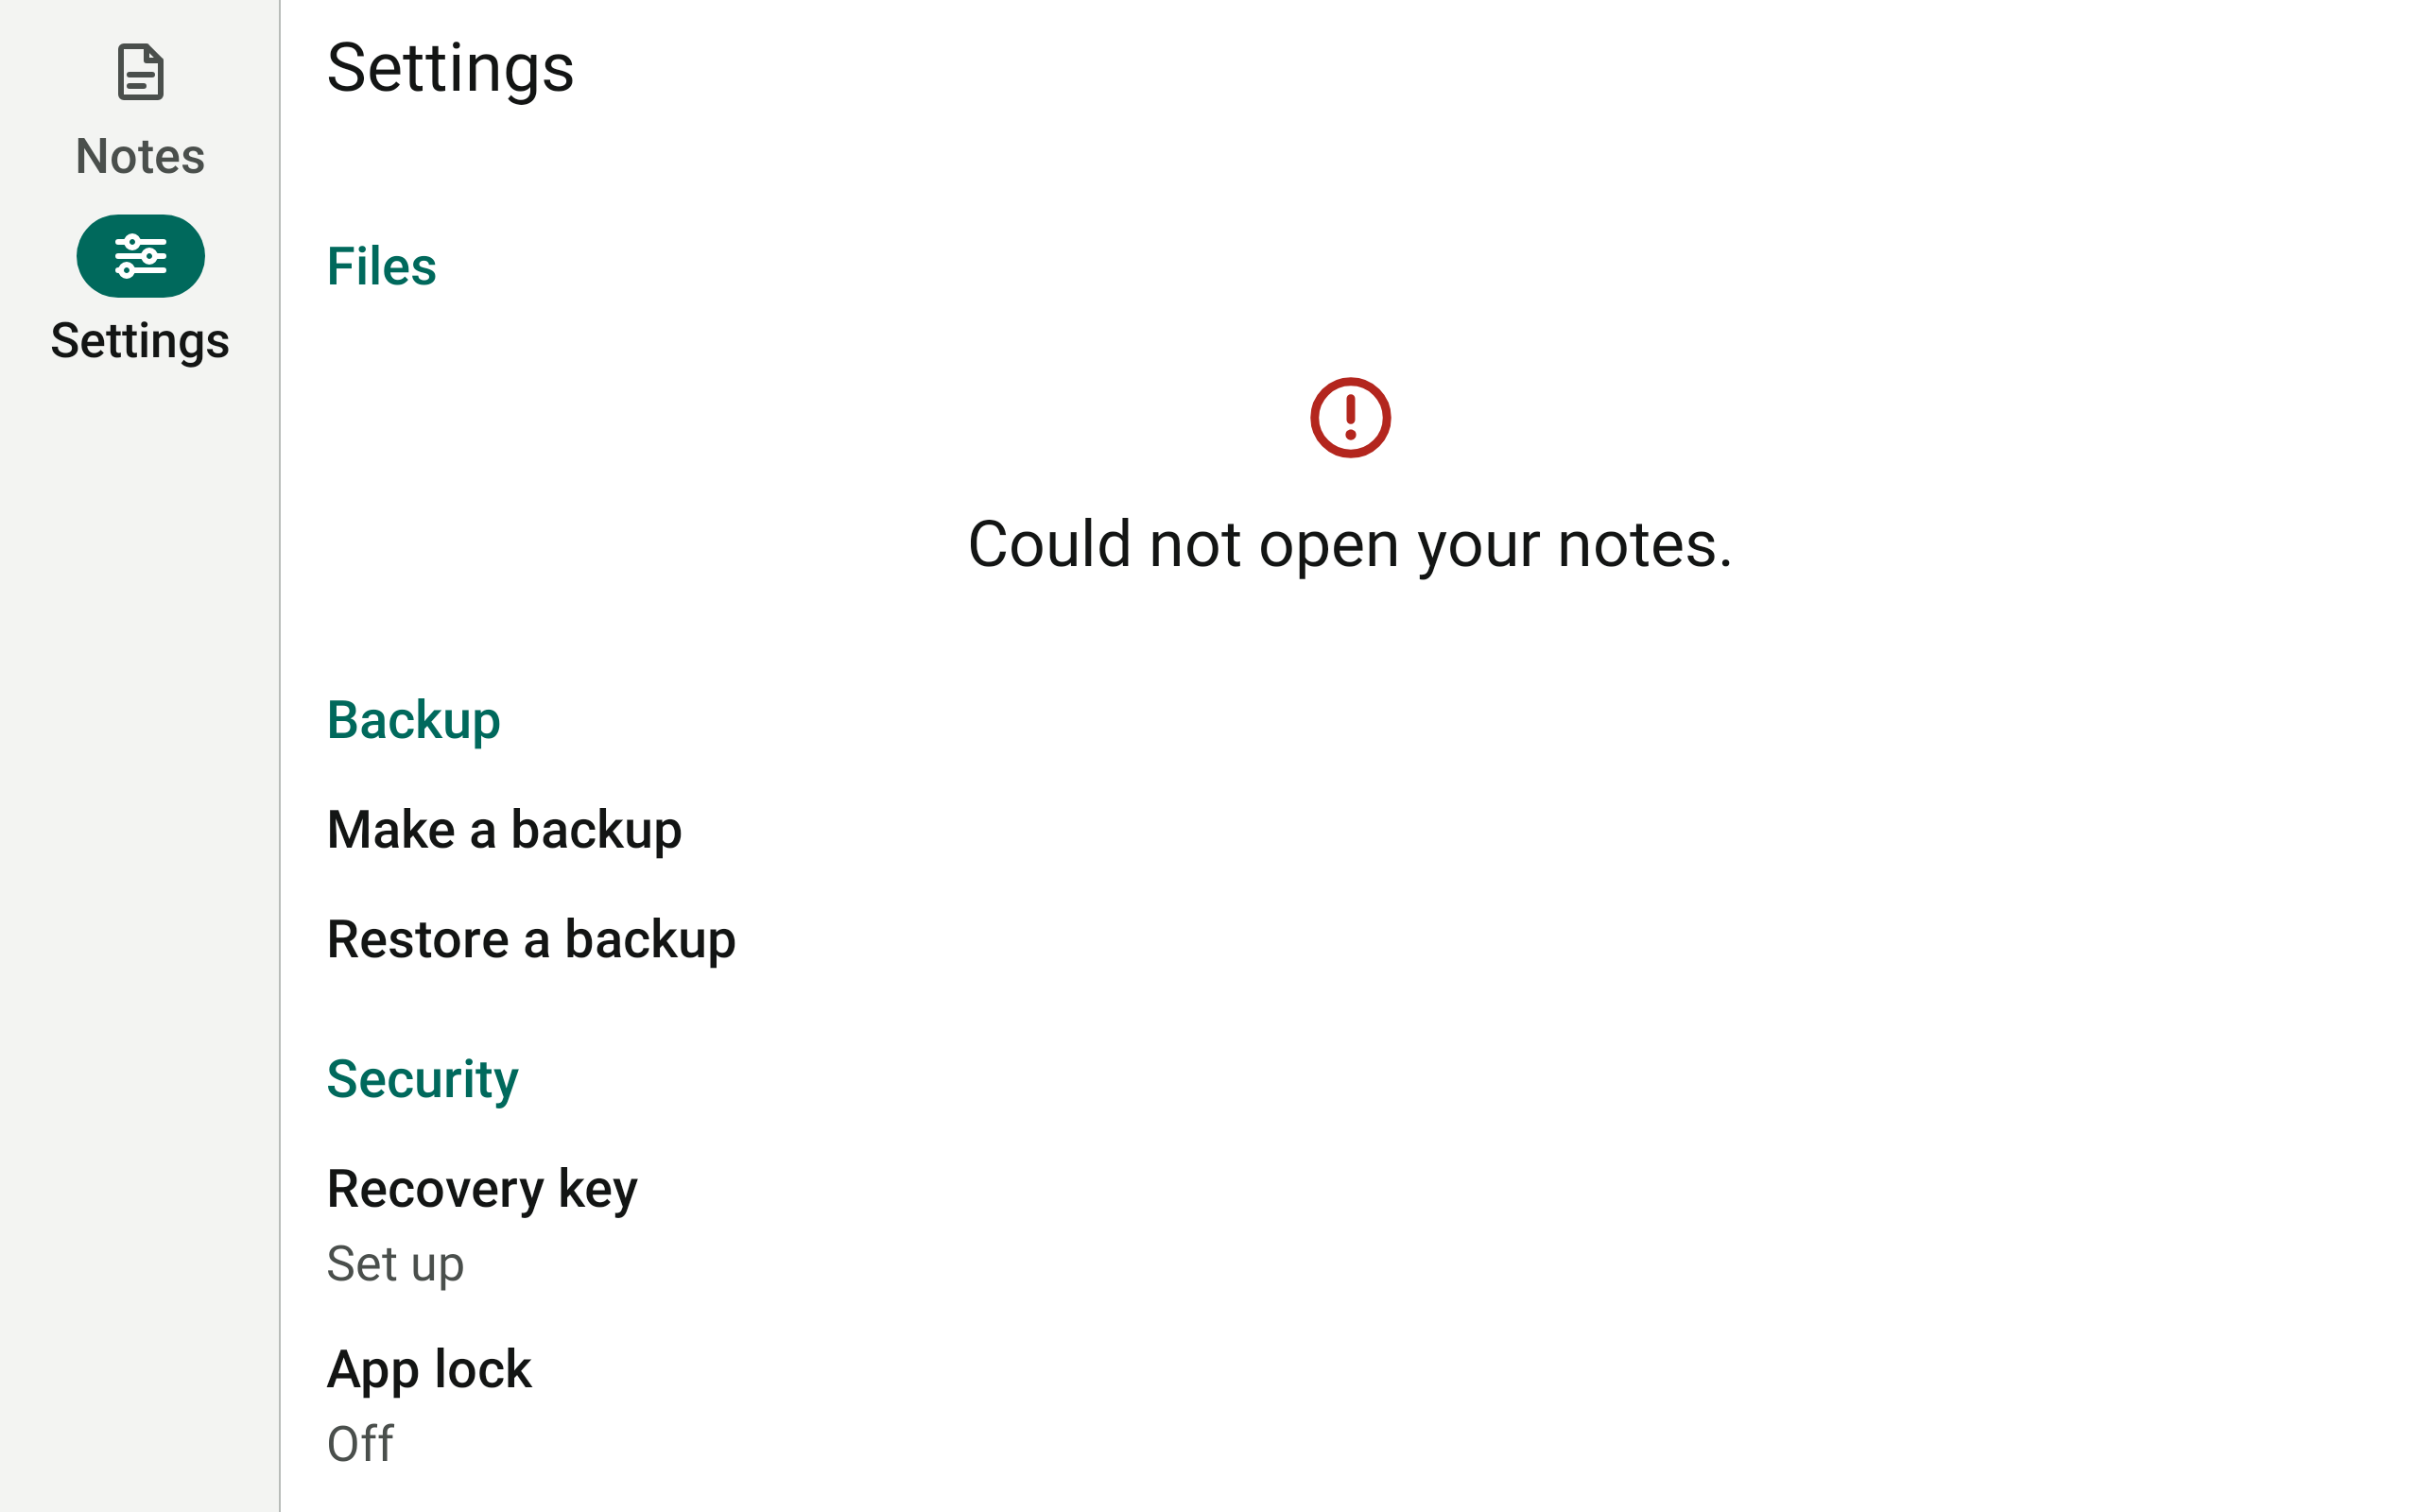 Notes
Settings
Settings
Files
Could not open your notes.
Backup
Make a backup
Restore a backup
Security
Recovery key
Set up
App lock
Off